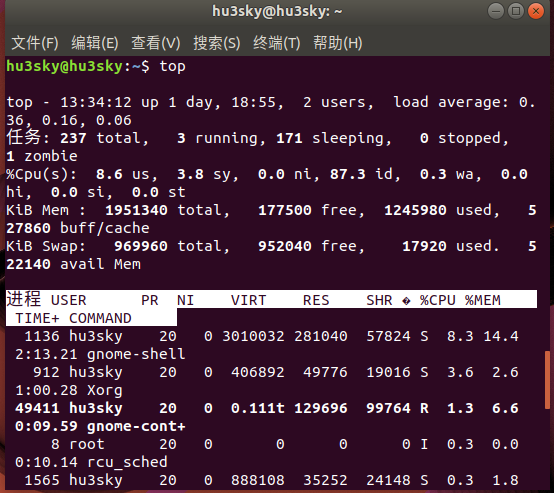 hu3sky@hu3sky: ~
文件(F) 编辑(E) 查看(V) 搜索(S) 终端(T) 帮助(H)
hu3sky@hu3sky:~$ top
top - 13:34:12 up 1 day, 18:55,  2 users,  load average: 0.
36, 0.16, 0.06
任务: 237 total,   3 running, 171 sleeping,   0 stopped,
1 zombie
%Cpu(s):  8.6 us,  3.8 sy,  0.0 ni, 87.3 id,  0.3 wa,  0.0
hi,  0.0 si,  0.0 st
KiB Mem :  1951340 total,   177500 free,  1245980 used,   5
27860 buff/cache
KiB Swap:   969960 total,   952040 free,    17920 used.   5
22140 avail Mem
进程 USER      PR  NI    VIRT    RES    SHR � %CPU %MEM
TIME+ COMMAND
1136 hu3sky    20   0 3010032 281040  57824 S  8.3 14.4
2:13.21 gnome-shell
912 hu3sky    20   0  406892  49776  19016 S  3.6  2.6
1:00.28 Xorg
49411 hu3sky    20   0  0.111t 129696  99764 R  1.3  6.6
0:09.59 gnome-cont+
8 root      20   0       0      0      0 I  0.3  0.0
0:10.14 rcu_sched
1565 hu3sky    20   0  888108  35252  24148 S  0.3  1.8